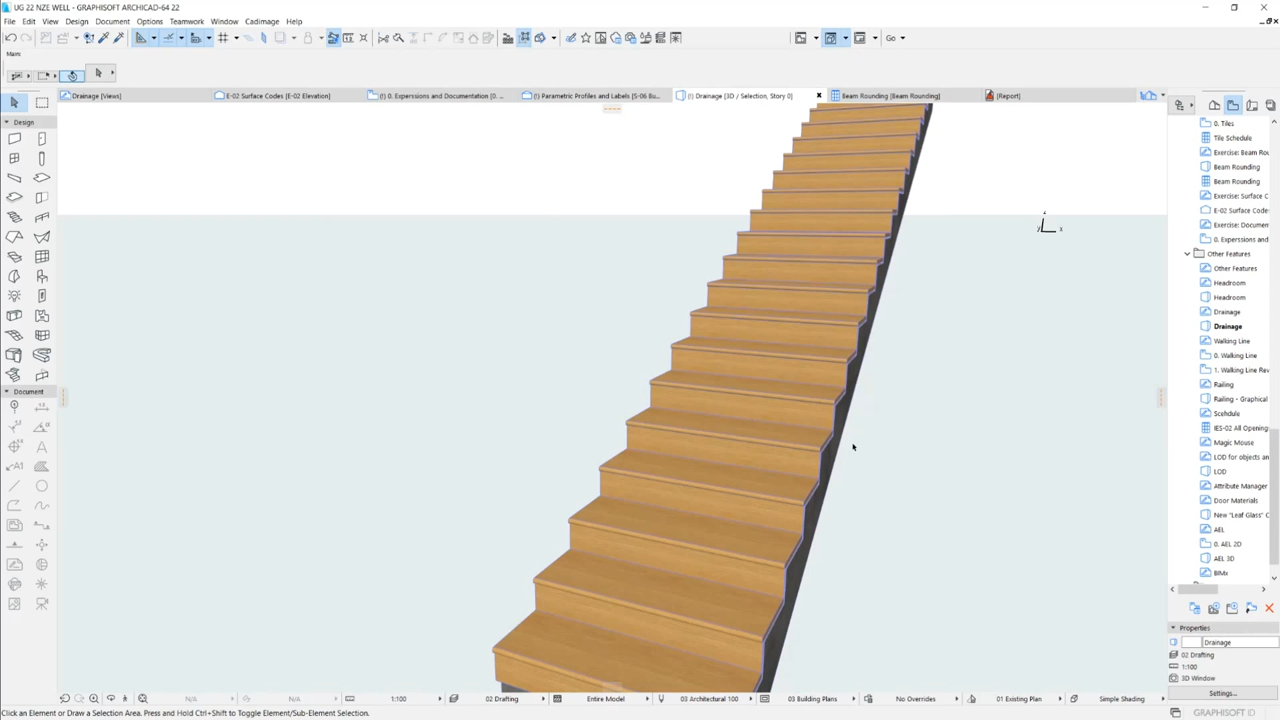 UG 22 NZE WELL - GRAPHISOFT ARCHICAD-64 22
File Edit View Design Document Options Teamwork Window Cadimage Help
Go
Main
Drainage [Views]
E-02 Surface Codes [E-02 Elevation]
(!) 0. Experssions and Documentation [0. ...
(!) Parametric Profiles and Labels [S-06 Bu...
(!) Drainage [3D / Selection, Story 0]
Beam Rounding [Beam Rounding]
[Report]
Design
Document
z
y x
0. Tiles
Tile Schedule
Exercise: Beam Rou
Beam Rounding
Beam Rounding
Exercise: Surface C
E-02 Surface Code
Exercise: Documen
0. Experssions and
Other Features
Other Features
Headroom
Headroom
Drainage
Drainage
Walking Line
0. Walking Line
1. Walking Line Rev
Railing
Railing - Graphical
Scehdule
IES-02 All Opening
Magic Mouse
LOD for objects an
LOD
Attribute Manager
Door Materials
New "Leaf Glass" C
AEL
0. AEL 2D
AEL 3D
BIMx
Properties
Drainage
02 Drafting
1:100
3D Window
Settings...
N/A N/A 1:100 02 Drafting Entire Model 03 Architectural 100 03 Building Plans No Overrides 01 Existing Plan Simple Shading
Click an Element or Draw a Selection Area. Press and Hold Ctrl+Shift to Toggle Element/Sub-Element Selection.
GRAPHISOFT ID